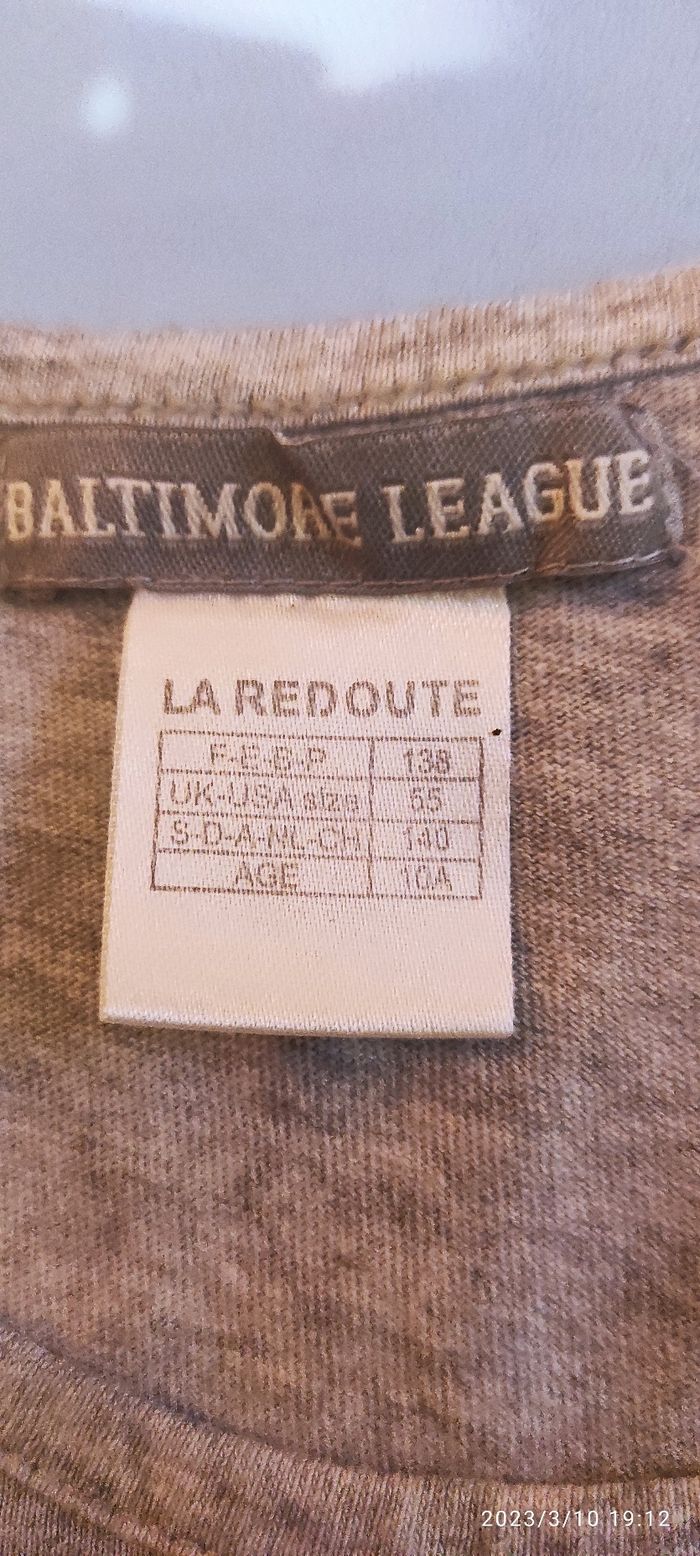 BALTIMORE LEAGUE
LA REDOUTE
F-E-B-P 138
UK-USA size 55
S-D-A-NL-CH 140
AGE 10A
2023/3/10 19:12